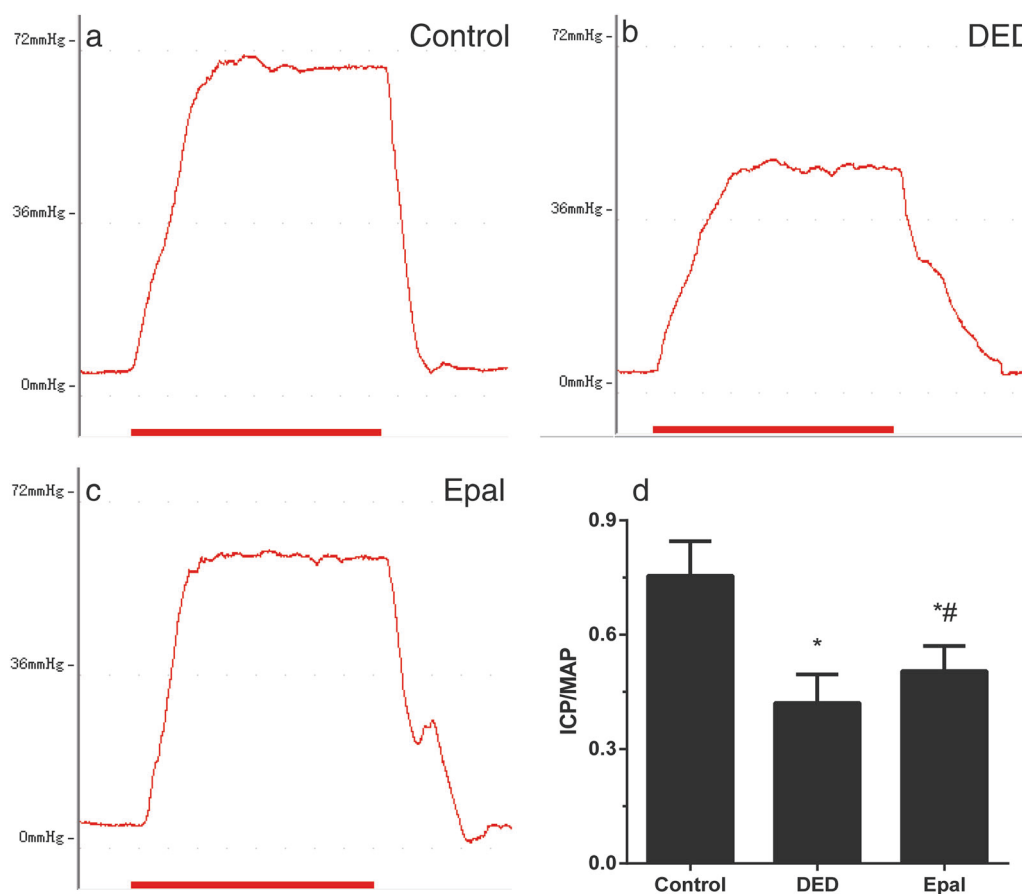 a
Control
72mmHg
36mmHg
0mmHg
b
DED
72mmHg
36mmHg
0mmHg
c
Epal
72mmHg
36mmHg
0mmHg
d
0.9
0.6
0.3
0.0
ICP/MAP
*
*#
Control DED Epal